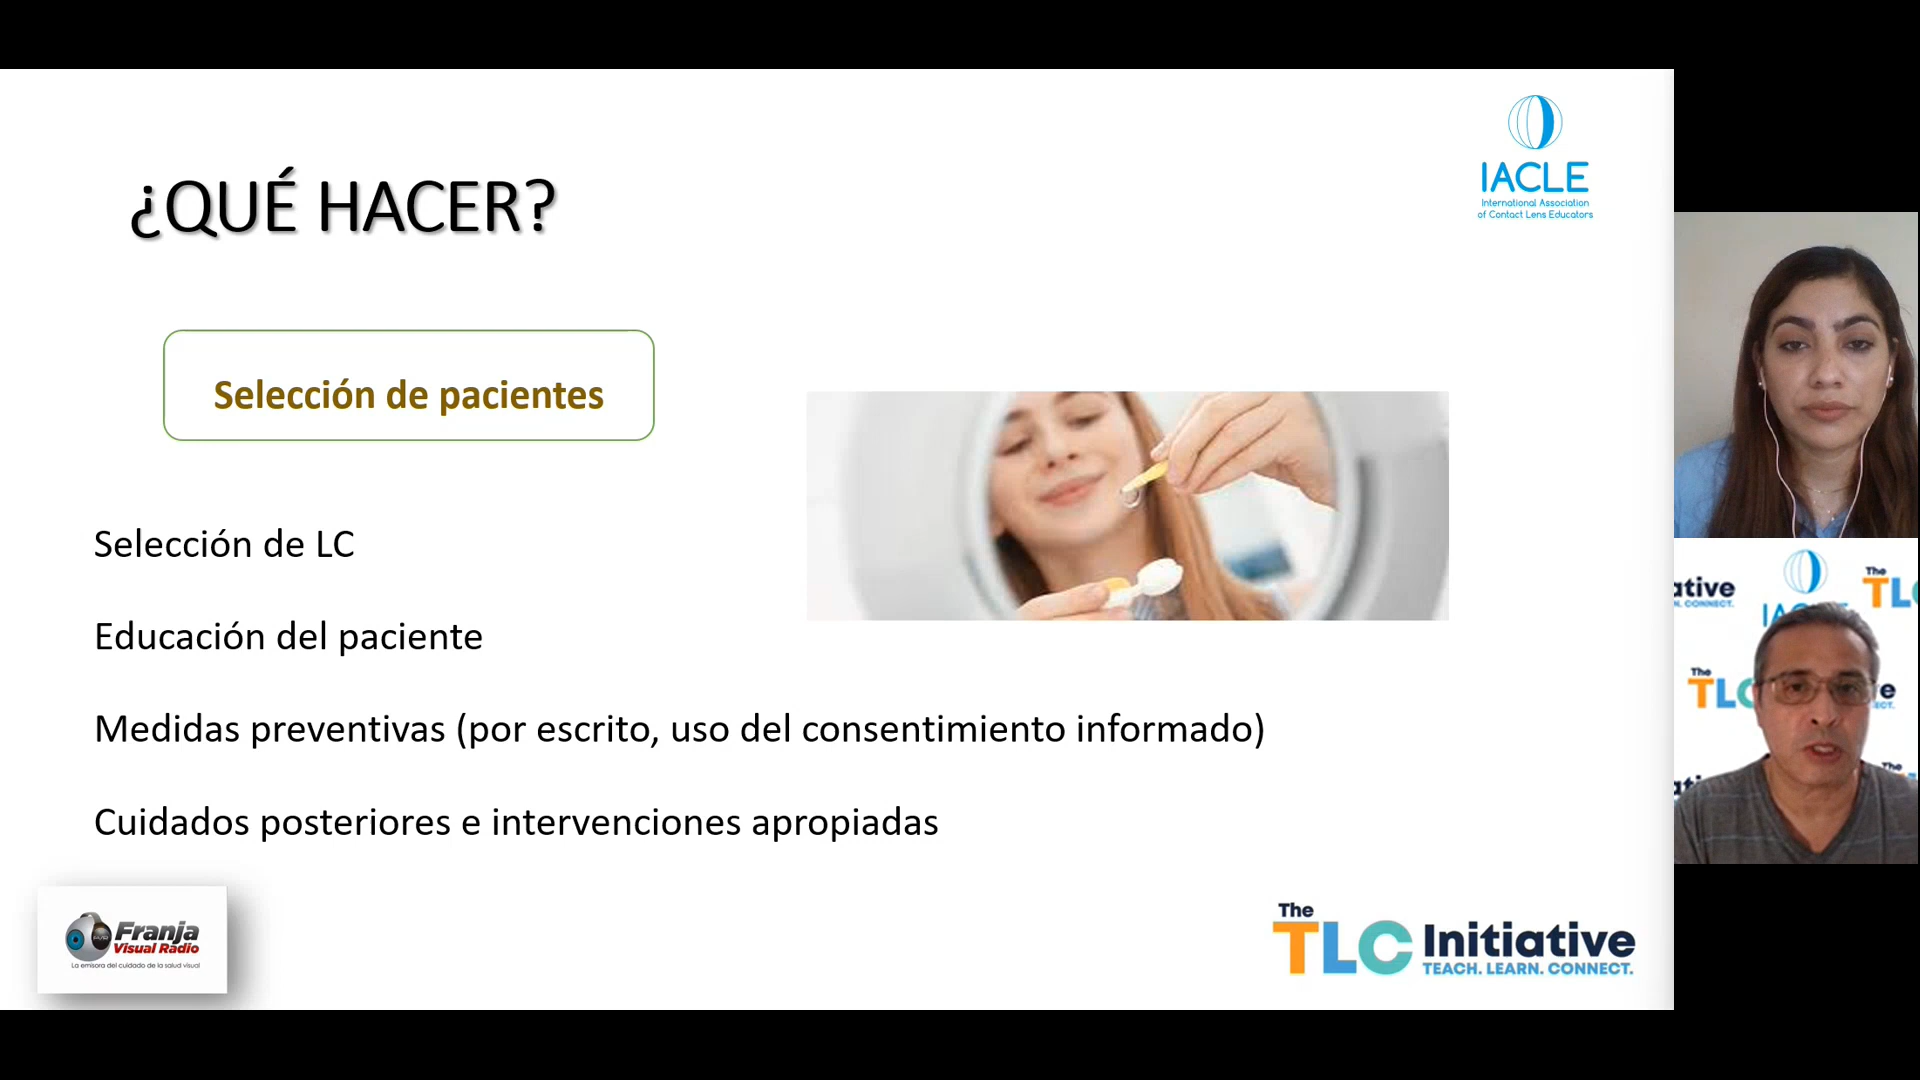 ¿QUÉ HACER?
IACLE
International Association
of Contact Lens Educators
Selección de pacientes
Selección de LC
Educación del paciente
Medidas preventivas (por escrito, uso del consentimiento informado)
Cuidados posteriores e intervenciones apropiadas
Franja
Visual Radio
La emisora del cuidado de la salud visual
The
TLC Initiative
TEACH. LEARN. CONNECT.